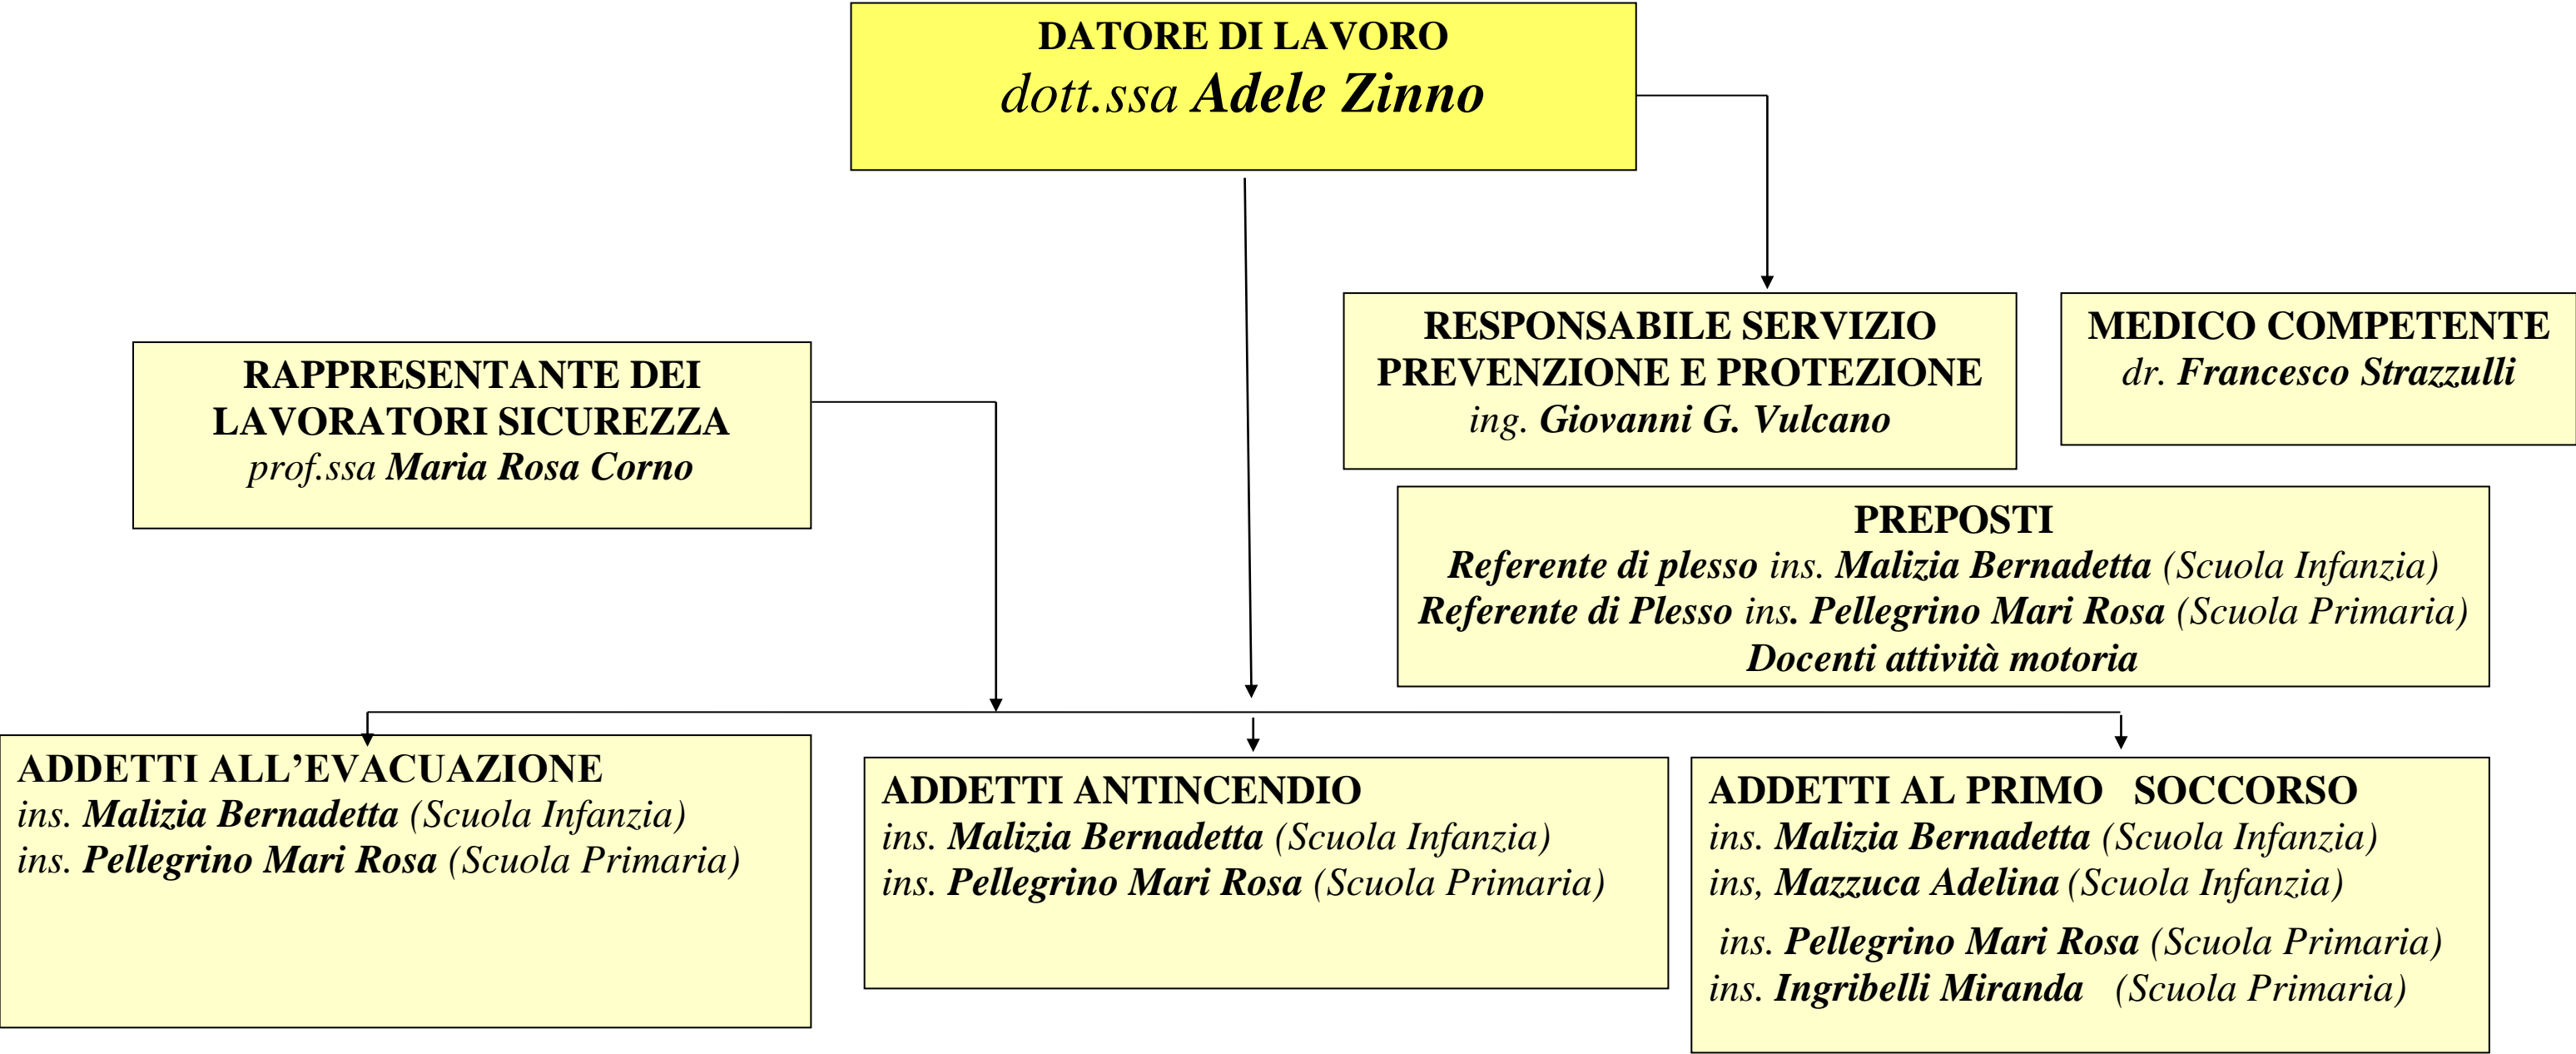 DATORE DI LAVORO
dott.ssa Adele Zinno
RESPONSABILE SERVIZIO
PREVENZIONE E PROTEZIONE
ing. Giovanni G. Vulcano
MEDICO COMPETENTE
dr. Francesco Strazzulli
RAPPRESENTANTE DEI
LAVORATORI SICUREZZA
prof.ssa Maria Rosa Corno
PREPOSTI
Referente di plesso ins. Malizia Bernadetta (Scuola Infanzia)
Referente di Plesso ins. Pellegrino Mari Rosa (Scuola Primaria)
Docenti attività motoria
ADDETTI ALL’EVACUAZIONE
ins. Malizia Bernadetta (Scuola Infanzia)
ins. Pellegrino Mari Rosa (Scuola Primaria)
ADDETTI ANTINCENDIO
ins. Malizia Bernadetta (Scuola Infanzia)
ins. Pellegrino Mari Rosa (Scuola Primaria)
ADDETTI AL PRIMO SOCCORSO
ins. Malizia Bernadetta (Scuola Infanzia)
ins, Mazzuca Adelina (Scuola Infanzia)
ins. Pellegrino Mari Rosa (Scuola Primaria)
ins. Ingribelli Miranda (Scuola Primaria)